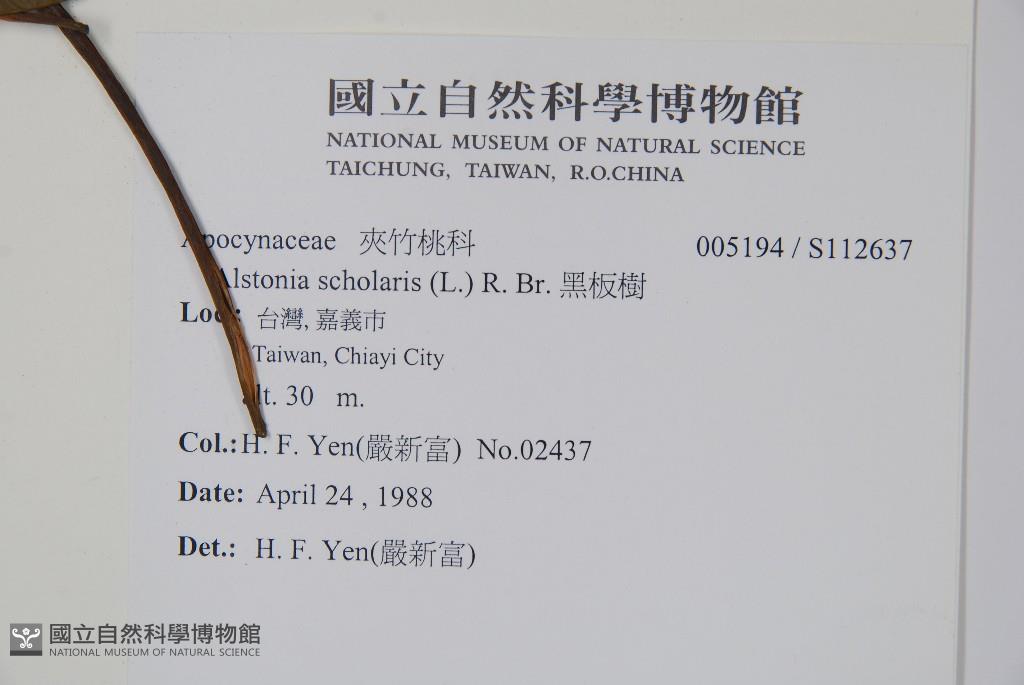 國立自然科學博物館
NATIONAL MUSEUM OF NATURAL SCIENCE
TAICHUNG, TAIWAN, R.O.CHINA
Apocynaceae 夾竹桃科 005194 / S112637
Alstonia scholaris (L.) R. Br. 黑板樹
Loc.: 台灣, 嘉義市
Taiwan, Chiayi City
Alt. 30 m.
Col.: H. F. Yen(嚴新富) No.02437
Date: April 24 , 1988
Det.: H. F. Yen(嚴新富)
國立自然科學博物館
NATIONAL MUSEUM OF NATURAL SCIENCE